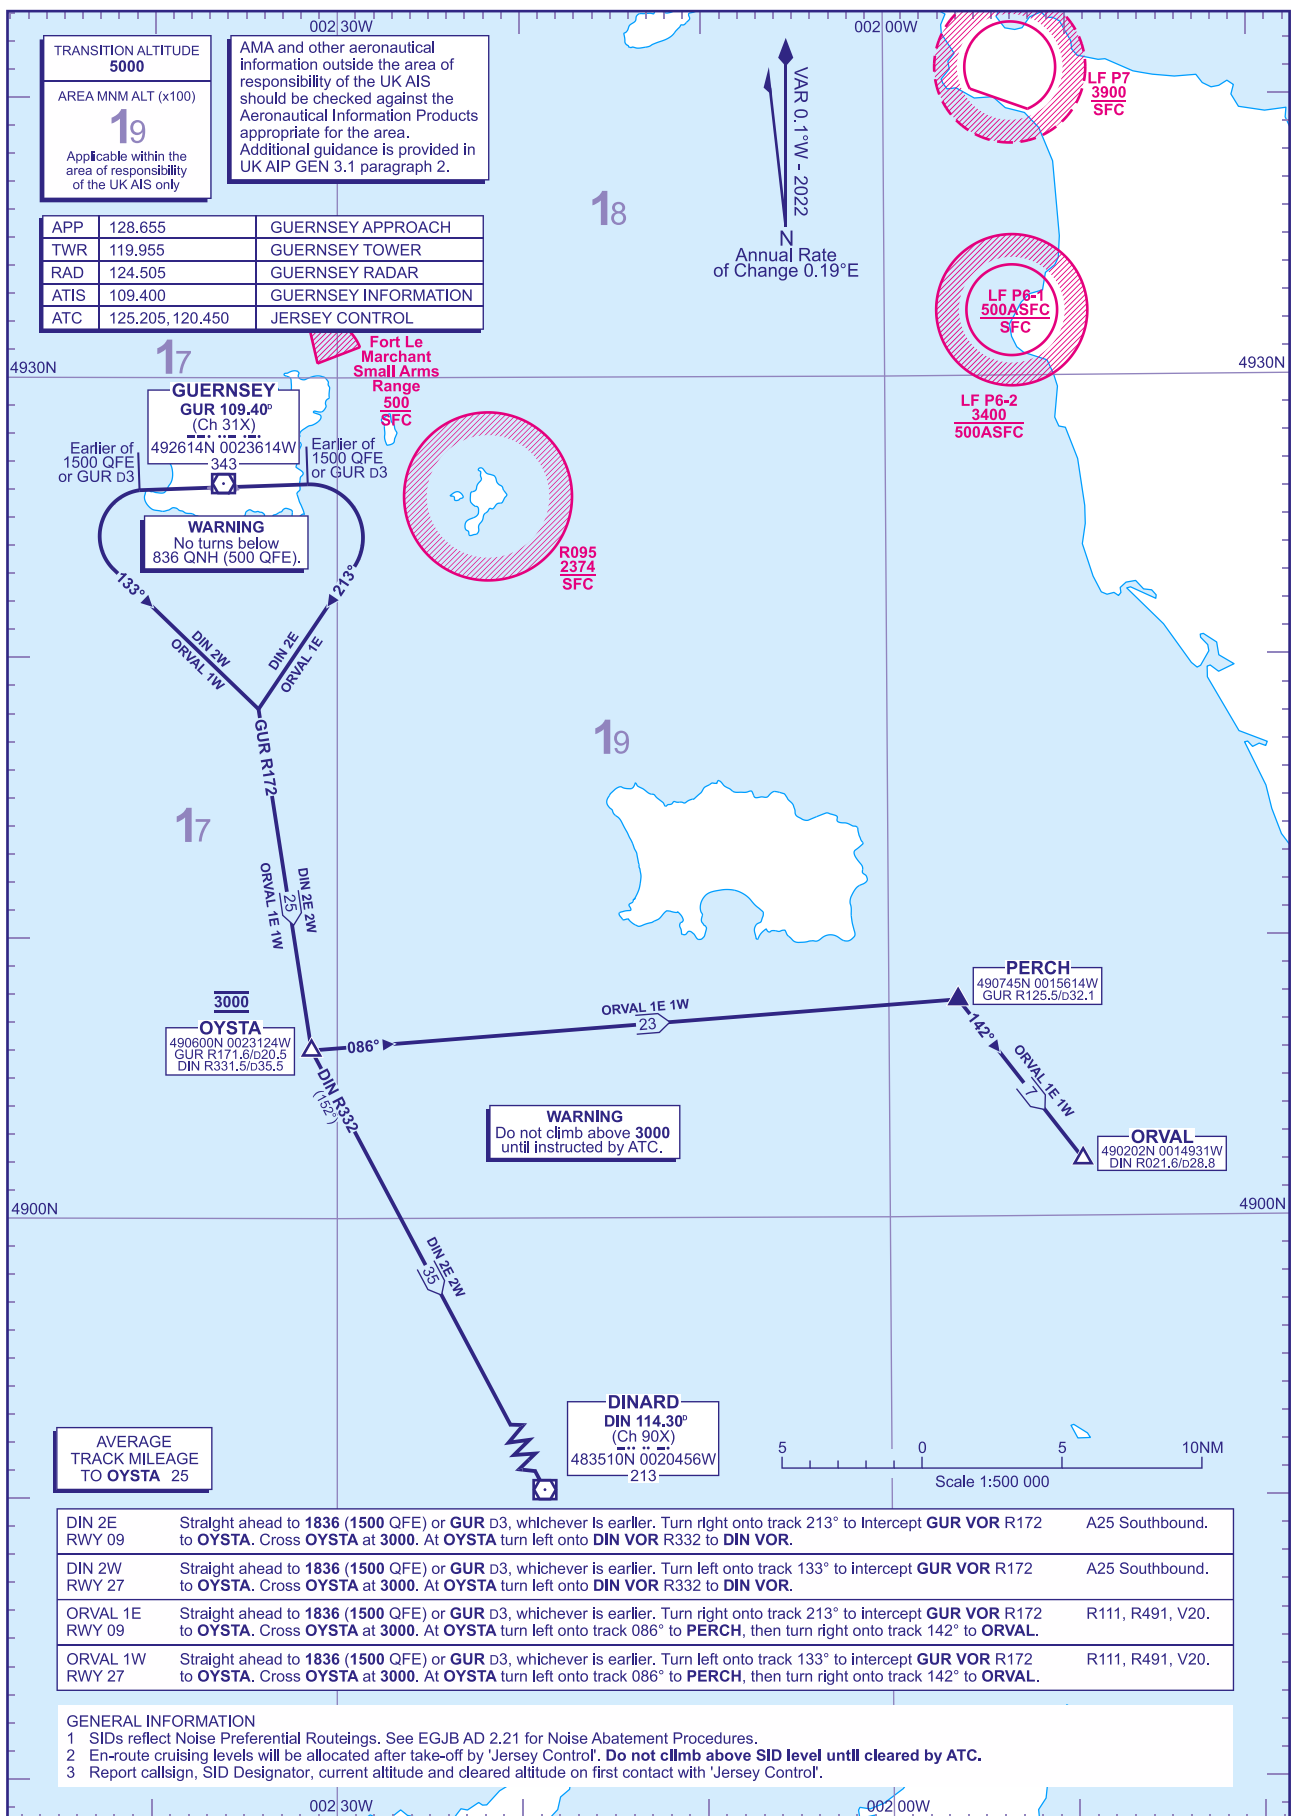 002 30W
002 00W
TRANSITION ALTITUDE
5000
AREA MNM ALT (x100)
19
Applicable within the
area of responsibility
of the UK AIS only
AMA and other aeronautical
information outside the area of
responsibility of the UK AIS
should be checked against the
Aeronautical Information Products
appropriate for the area.
Additional guidance is provided in
UK AIP GEN 3.1 paragraph 2.
VAR 0.1°W - 2022
N
Annual Rate
of Change 0.19°E
LF P7
3900
SFC
18
APP 128.655 GUERNSEY APPROACH
TWR 119.955 GUERNSEY TOWER
RAD 124.505 GUERNSEY RADAR
ATIS 109.400 GUERNSEY INFORMATION
ATC 125.205, 120.450 JERSEY CONTROL
LF P6-1
500ASFC
SFC
17
Fort Le
Marchant
Small Arms
Range
500
SFC
4930N
4930N
LF P6-2
3400
500ASFC
GUERNSEY
GUR 109.40D
(Ch 31X)
492614N 0023614W
343
Earlier of
1500 QFE
or GUR D3
Earlier of
1500 QFE
or GUR D3
WARNING
No turns below
836 QNH (500 QFE).
R095
2374
SFC
133°
213°
DIN 2W
ORVAL 1W
DIN 2E
ORVAL 1E
GUR R172
19
17
ORVAL 1E 1W
25
DIN 2E 2W
3000
OYSTA
490600N 0023124W
GUR R171.6/D20.5
DIN R331.5/D35.5
086°
ORVAL 1E 1W
23
PERCH
490745N 0015614W
GUR R125.5/D32.1
142°
ORVAL 1E 1W
7
ORVAL
490202N 0014931W
DIN R021.6/D28.8
DIN R332
(152°)
WARNING
Do not climb above 3000
until instructed by ATC.
4900N
4900N
DIN 2E 2W
35
DINARD
DIN 114.30D
(Ch 90X)
483510N 0020456W
213
AVERAGE
TRACK MILEAGE
TO OYSTA 25
5 0 5 10NM
Scale 1:500 000
DIN 2E Straight ahead to 1836 (1500 QFE) or GUR D3, whichever is earlier. Turn right onto track 213° to intercept GUR VOR R172 A25 Southbound.
RWY 09 to OYSTA. Cross OYSTA at 3000. At OYSTA turn left onto DIN VOR R332 to DIN VOR.
DIN 2W Straight ahead to 1836 (1500 QFE) or GUR D3, whichever is earlier. Turn left onto track 133° to intercept GUR VOR R172 A25 Southbound.
RWY 27 to OYSTA. Cross OYSTA at 3000. At OYSTA turn left onto DIN VOR R332 to DIN VOR.
ORVAL 1E Straight ahead to 1836 (1500 QFE) or GUR D3, whichever is earlier. Turn right onto track 213° to intercept GUR VOR R172 R111, R491, V20.
RWY 09 to OYSTA. Cross OYSTA at 3000. At OYSTA turn left onto track 086° to PERCH, then turn right onto track 142° to ORVAL.
ORVAL 1W Straight ahead to 1836 (1500 QFE) or GUR D3, whichever is earlier. Turn left onto track 133° to intercept GUR VOR R172 R111, R491, V20.
RWY 27 to OYSTA. Cross OYSTA at 3000. At OYSTA turn left onto track 086° to PERCH, then turn right onto track 142° to ORVAL.
GENERAL INFORMATION
1 SIDs reflect Noise Preferential Routeings. See EGJB AD 2.21 for Noise Abatement Procedures.
2 En-route cruising levels will be allocated after take-off by 'Jersey Control'. Do not climb above SID level until cleared by ATC.
3 Report callsign, SID Designator, current altitude and cleared altitude on first contact with 'Jersey Control'.
002 30W
002 00W